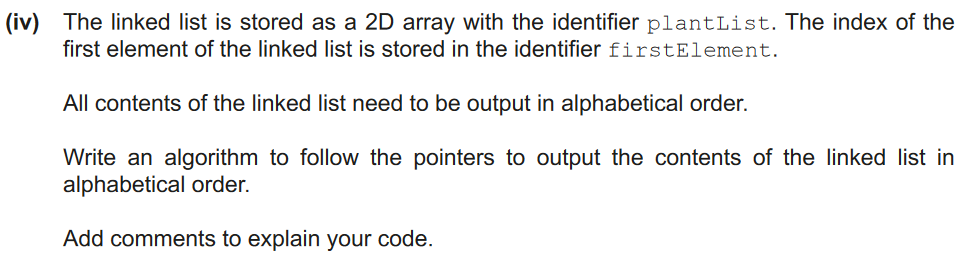 (iv) The linked list is stored as a 2D array with the identifier plantList. The index of the
first element of the linked list is stored in the identifier firstElement.
All contents of the linked list need to be output in alphabetical order.
Write an algorithm to follow the pointers to output the contents of the linked list in
alphabetical order.
Add comments to explain your code.